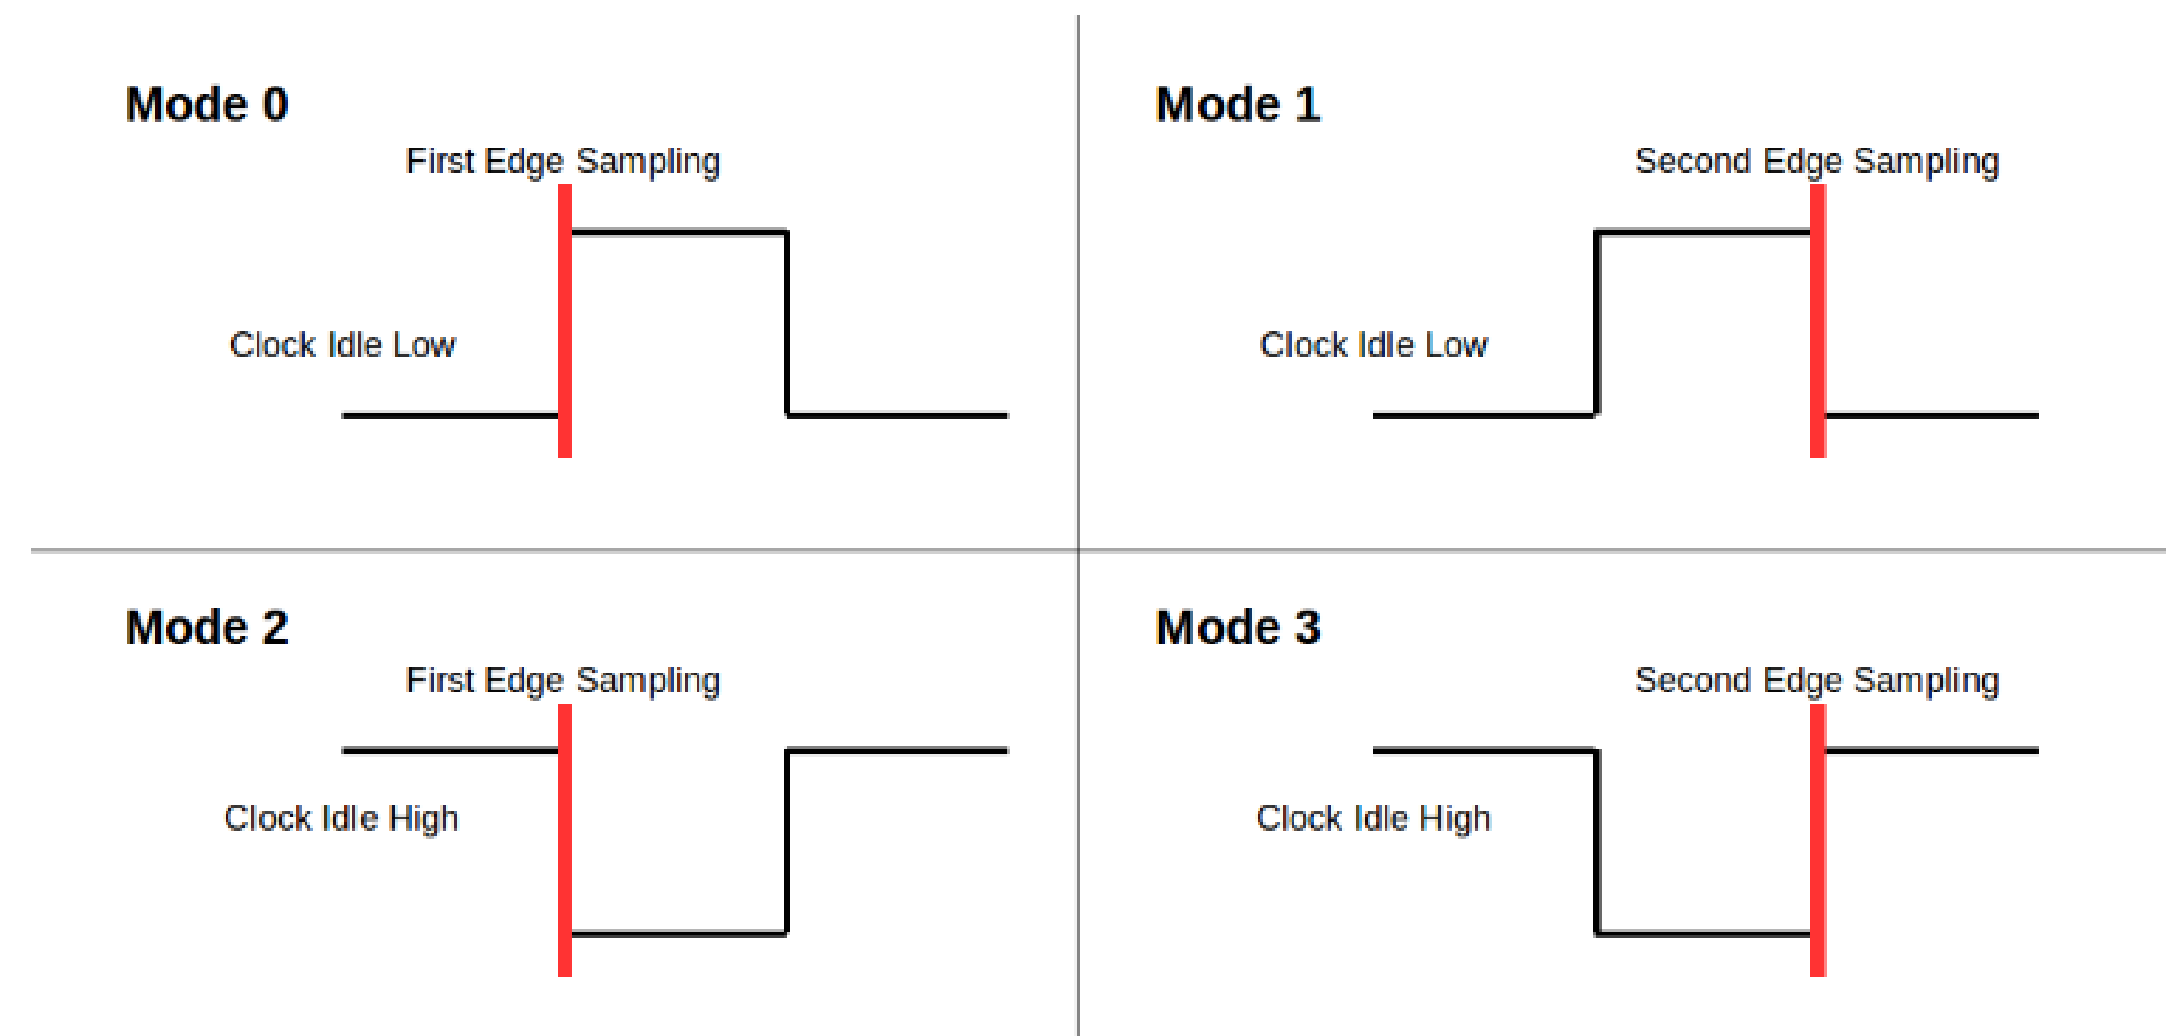 Mode 0
First Edge Sampling
Clock Idle Low
Mode 1
Second Edge Sampling
Clock Idle Low
Mode 2
First Edge Sampling
Clock Idle High
Mode 3
Second Edge Sampling
Clock Idle High